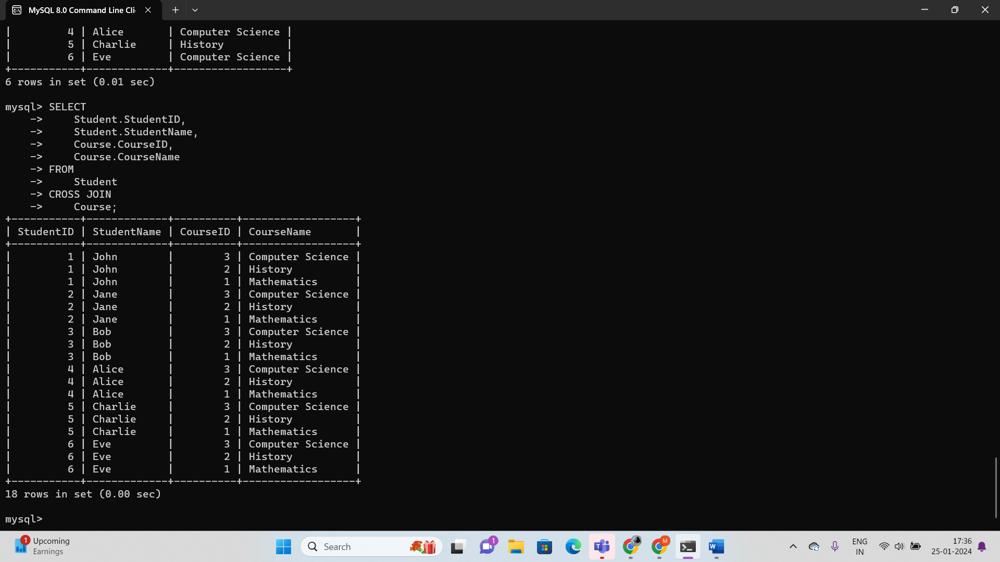 MySQL 8.0 Command Line Cli
|         4 | Alice       | Computer Science |
|         5 | Charlie     | History          |
|         6 | Eve         | Computer Science |
+-----------+-------------+------------------+
6 rows in set (0.01 sec)
mysql> SELECT
    ->     Student.StudentID,
    ->     Student.StudentName,
    ->     Course.CourseID,
    ->     Course.CourseName
    -> FROM
    ->     Student
    -> CROSS JOIN
    ->     Course;
+-----------+-------------+----------+------------------+
| StudentID | StudentName | CourseID | CourseName       |
+-----------+-------------+----------+------------------+
|         1 | John        |        3 | Computer Science |
|         1 | John        |        2 | History          |
|         1 | John        |        1 | Mathematics      |
|         2 | Jane        |        3 | Computer Science |
|         2 | Jane        |        2 | History          |
|         2 | Jane        |        1 | Mathematics      |
|         3 | Bob         |        3 | Computer Science |
|         3 | Bob         |        2 | History          |
|         3 | Bob         |        1 | Mathematics      |
|         4 | Alice       |        3 | Computer Science |
|         4 | Alice       |        2 | History          |
|         4 | Alice       |        1 | Mathematics      |
|         5 | Charlie     |        3 | Computer Science |
|         5 | Charlie     |        2 | History          |
|         5 | Charlie     |        1 | Mathematics      |
|         6 | Eve         |        3 | Computer Science |
|         6 | Eve         |        2 | History          |
|         6 | Eve         |        1 | Mathematics      |
+-----------+-------------+----------+------------------+
18 rows in set (0.00 sec)
mysql>
1 Upcoming
Earnings
Search
1
M
ENG
IN
17:36
25-01-2024